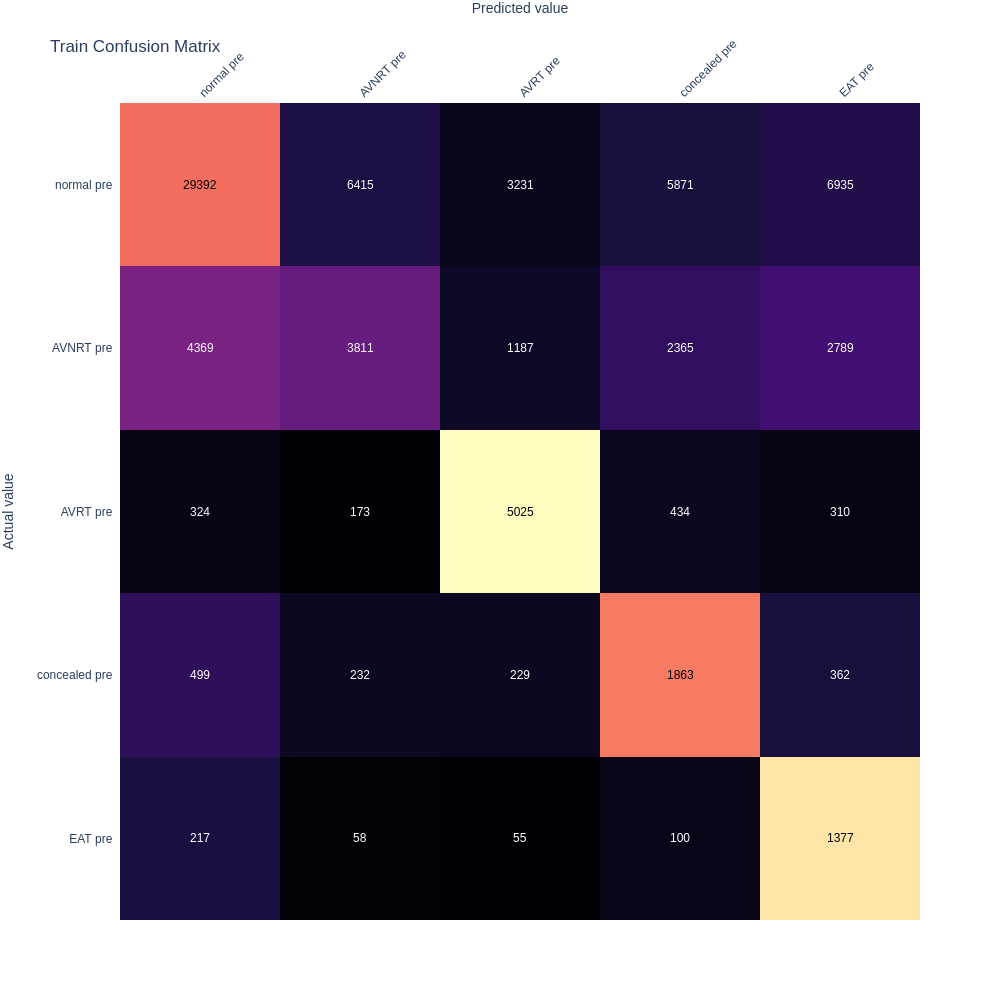 Predicted value
Train Confusion Matrix
normal pre AVNRT pre AVRT pre concealed pre EAT pre
normal pre 29392 6415 3231 5871 6935
AVNRT pre 4369 3811 1187 2365 2789
Actual value
AVRT pre 324 173 5025 434 310
concealed pre 499 232 229 1863 362
EAT pre 217 58 55 100 1377